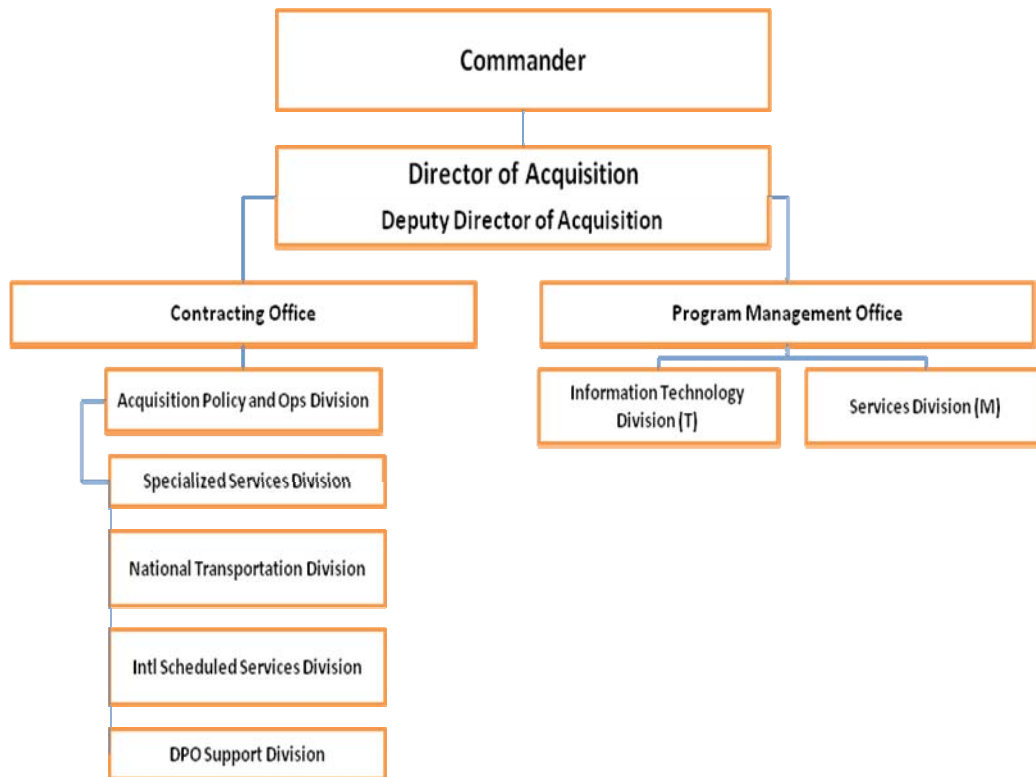 Commander
Director of Acquisition
Deputy Director of Acquisition
Contracting Office
Program Management Office
Acquisition Policy and Ops Division
Information Technology
Division (T)
Services Division (M)
Specialized Services Division
National Transportation Division
Intl Scheduled Services Division
DPO Support Division